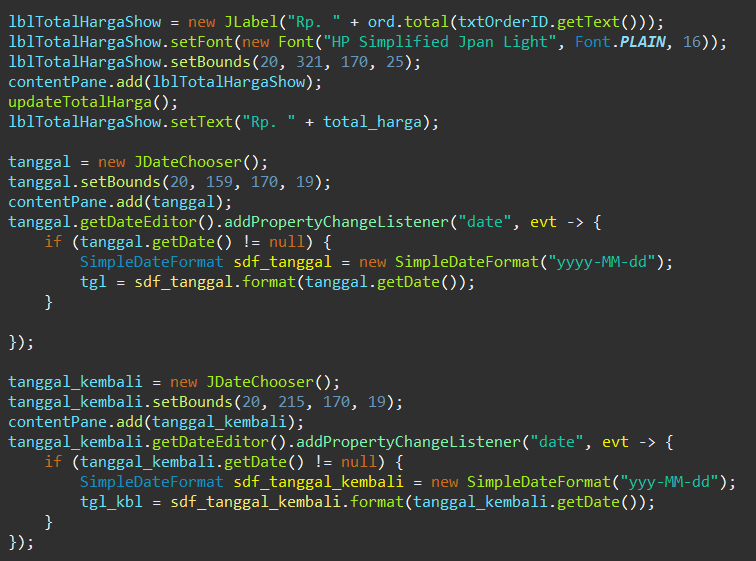 lblTotalHargaShow = new JLabel("Rp. " + ord.total(txtOrderID.getText()));
lblTotalHargaShow.setFont(new Font("HP Simplified Jpan Light", Font.PLAIN, 16));
lblTotalHargaShow.setBounds(20, 321, 170, 25);
contentPane.add(lblTotalHargaShow);
updateTotalHarga();
lblTotalHargaShow.setText("Rp. " + total_harga);

tanggal = new JDateChooser();
tanggal.setBounds(20, 159, 170, 19);
contentPane.add(tanggal);
tanggal.getDateEditor().addPropertyChangeListener("date", evt -> {
    if (tanggal.getDate() != null) {
        SimpleDateFormat sdf_tanggal = new SimpleDateFormat("yyyy-MM-dd");
        tgl = sdf_tanggal.format(tanggal.getDate());
    }

});

tanggal_kembali = new JDateChooser();
tanggal_kembali.setBounds(20, 215, 170, 19);
contentPane.add(tanggal_kembali);
tanggal_kembali.getDateEditor().addPropertyChangeListener("date", evt -> {
    if (tanggal_kembali.getDate() != null) {
        SimpleDateFormat sdf_tanggal_kembali = new SimpleDateFormat("yyy-MM-dd");
        tgl_kbl = sdf_tanggal_kembali.format(tanggal_kembali.getDate());
    }
});